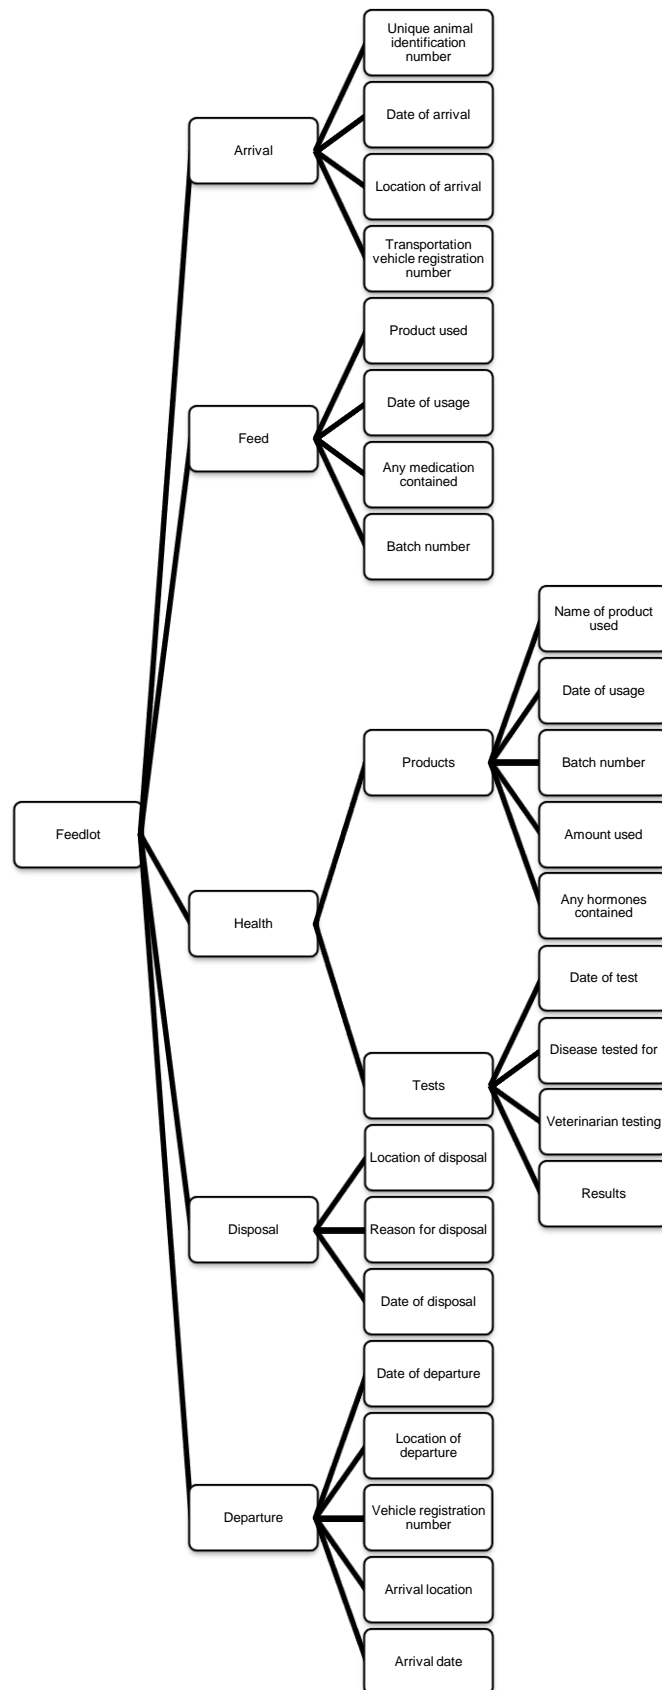 Unique animal
identification
number
Date of arrival
Arrival
Location of arrival
Transportation
vehicle registration
number
Product used
Date of usage
Feed
Any medication
contained
Batch number
Name of product
used
Date of usage
Products
Batch number
Feedlot
Amount used
Any hormones
contained
Health
Date of test
Disease tested for
Tests
Veterinarian testing
Results
Location of disposal
Disposal
Reason for disposal
Date of disposal
Date of departure
Location of
departure
Departure
Vehicle registration
number
Arrival location
Arrival date